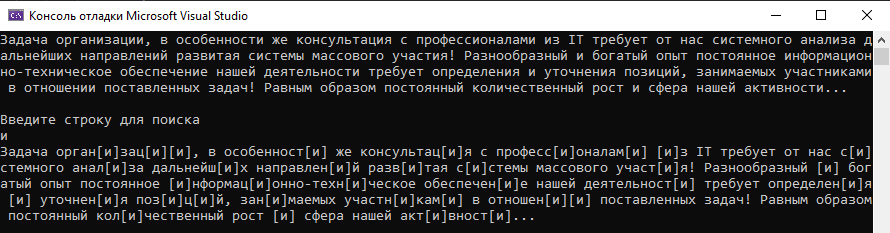 Консоль отладки Microsoft Visual Studio
Задача организации, в особенности же консультация с профессионалами из IT требует от нас системного анализа д
альнейших направлений развитая системы массового участия! Разнообразный и богатый опыт постоянное информацион
но-техническое обеспечение нашей деятельности требует определения и уточнения позиций, занимаемых участниками
в отношении поставленных задач! Равным образом постоянный количественный рост и сфера нашей активности...
Введите строку для поиска
и
Задача орган[и]зац[и][и], в особенност[и] же консультац[и]я с професс[и]оналам[и] [и]з IT требует от нас с[и]
стемного анал[и]за дальнейш[и]х направлен[и]й разв[и]тая с[и]стемы массового участ[и]я! Разнообразный [и] бог
атый опыт постоянное [и]нформац[и]онно-техн[и]ческое обеспечен[и]е нашей деятельност[и] требует определен[и]я
[и] уточнен[и]я поз[и]ц[и]й, зан[и]маемых участн[и]кам[и] в отношен[и][и] поставленных задач! Равным образом
постоянный кол[и]чественный рост [и] сфера нашей акт[и]вност[и]...